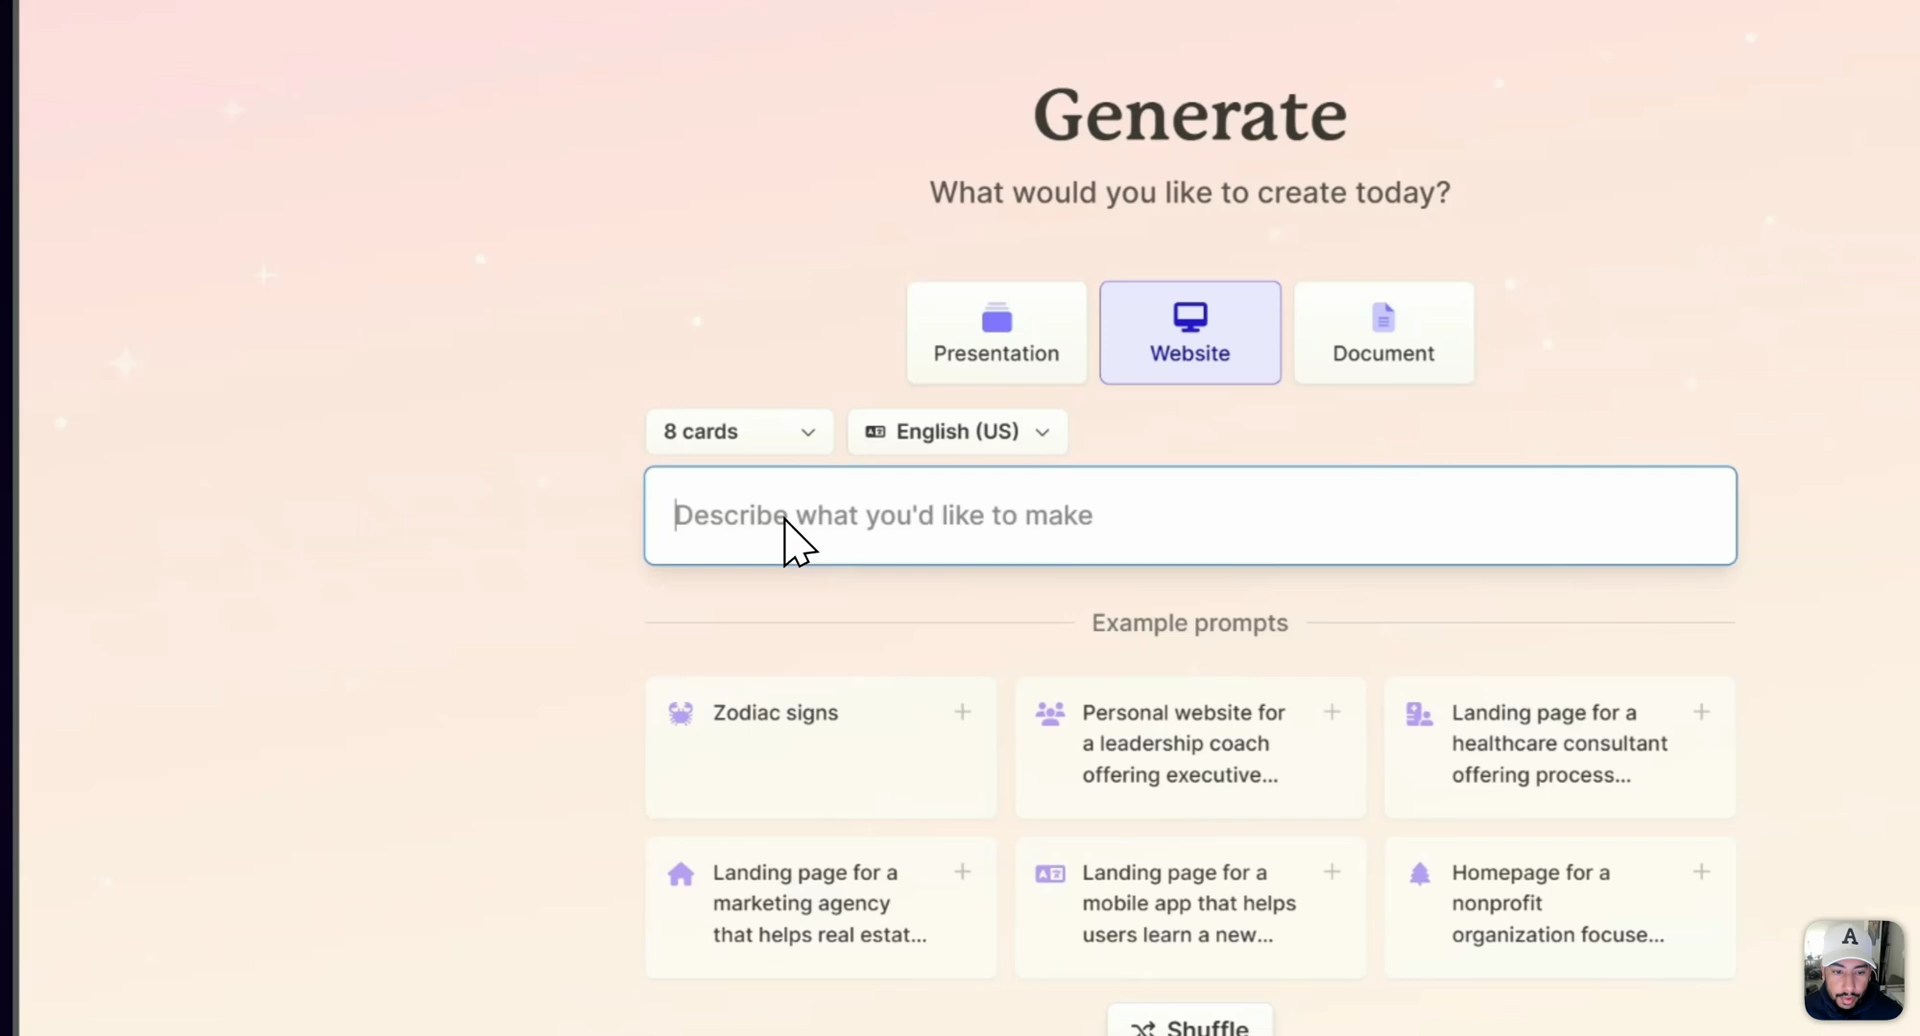 Generate
What would you like to create today?
Presentation
Website
Document
8 cards
English (US)
Describe what you'd like to make
Example prompts
Zodiac signs
Personal website for
a leadership coach
offering executive...
Landing page for a
healthcare consultant
offering process...
Landing page for a
marketing agency
that helps real estat...
Landing page for a
mobile app that helps
users learn a new...
Homepage for a
nonprofit
organization focuse...
Shuffle
A